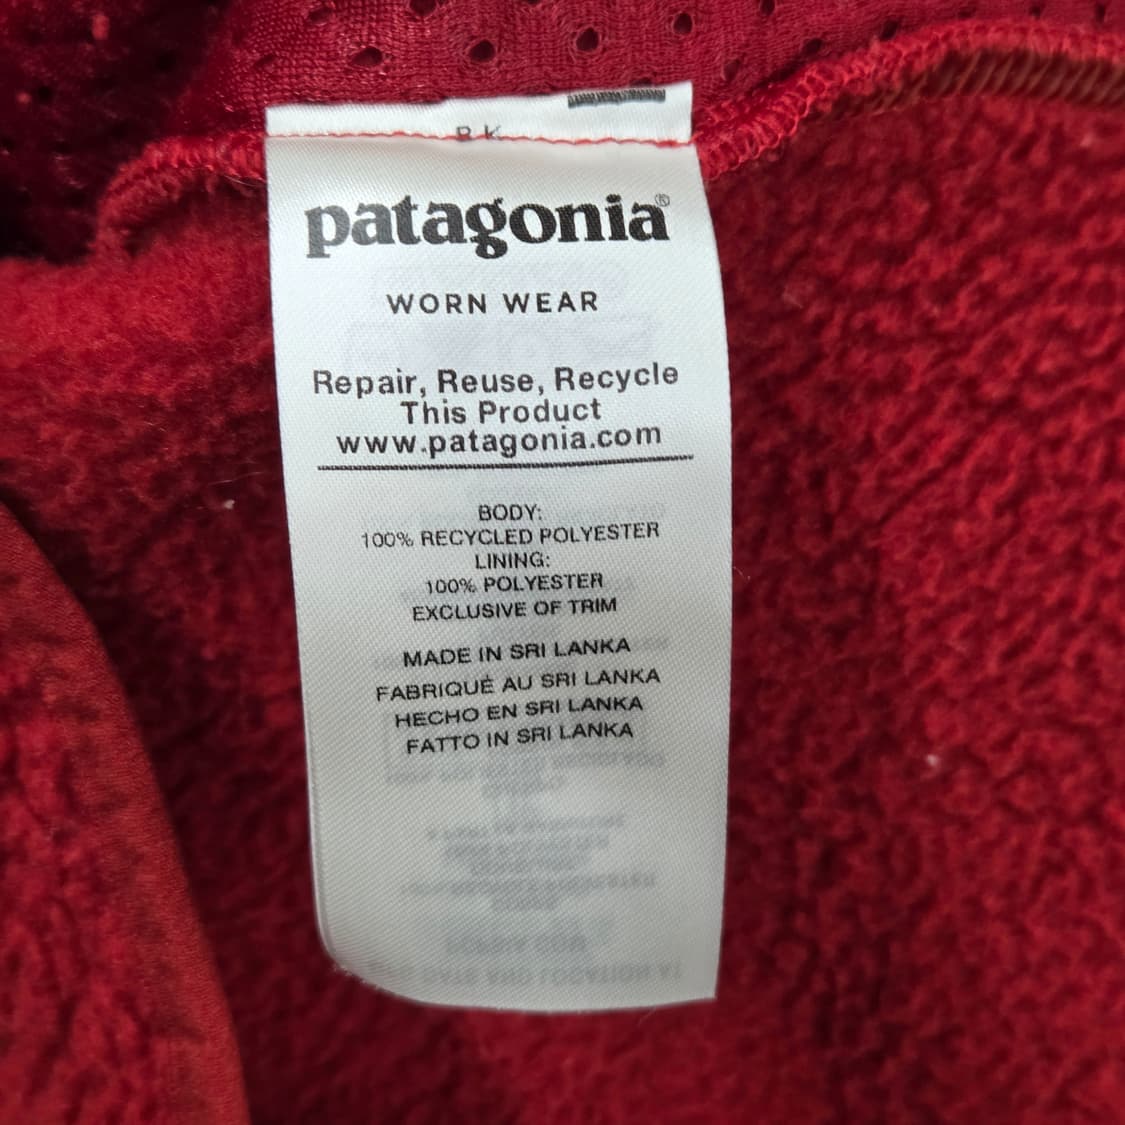 patagonia®
WORN WEAR
Repair, Reuse, Recycle
This Product
www.patagonia.com
BODY:
100% RECYCLED POLYESTER
LINING:
100% POLYESTER
EXCLUSIVE OF TRIM
MADE IN SRI LANKA
FABRIQUÉ AU SRI LANKA
HECHO EN SRI LANKA
FATTO IN SRI LANKA